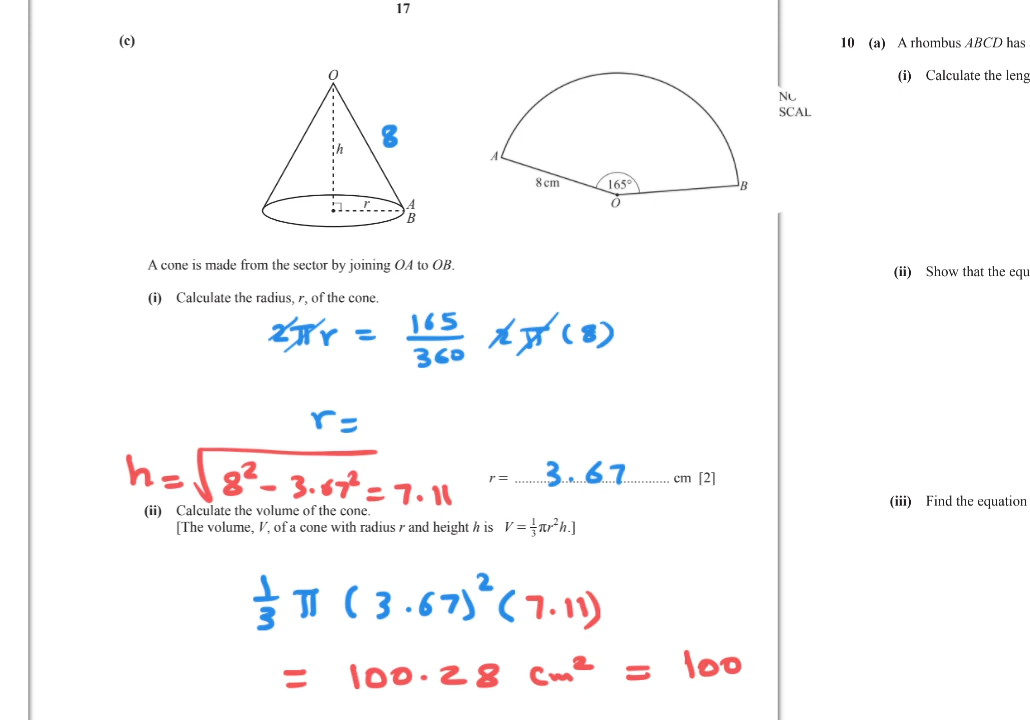 17
(c)
O
h
8
r
A
B
A
8 cm
165°
O
B
SCAL
A cone is made from the sector by joining OA to OB.
(i) Calculate the radius, r, of the cone.
2πr = 165/360 2π(8)
r =
h = √(8² - 3.67²) = 7.11
r = 3.67 cm [2]
(ii) Calculate the volume of the cone.
[The volume, V, of a cone with radius r and height h is V = 1/3 πr²h.]
1/3 π (3.67)² (7.11)
= 100.28 cm² = 100
10 (a) A rhombus ABCD has
(i) Calculate the leng
(ii) Show that the equ
(iii) Find the equation